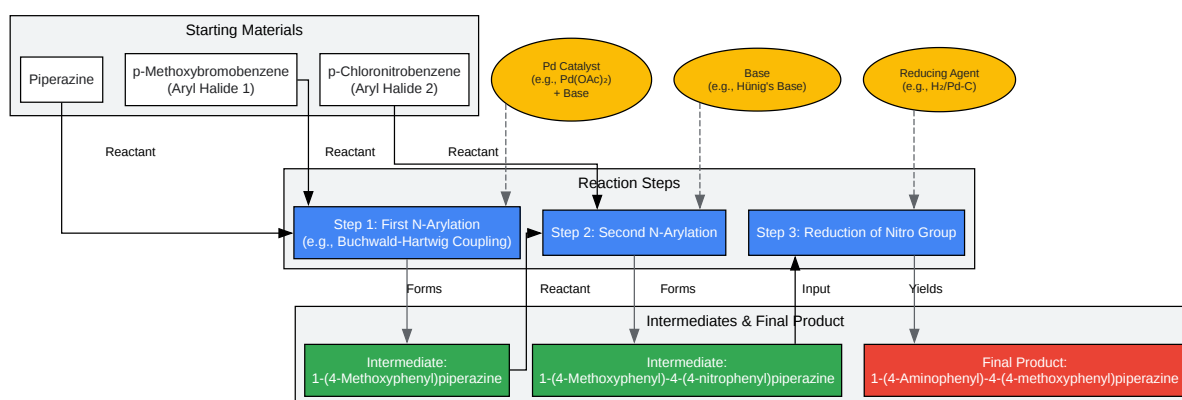 Starting Materials
Piperazine
p-Methoxybromobenzene
(Aryl Halide 1)
p-Chloronitrobenzene
(Aryl Halide 2)
Pd Catalyst
(e.g., Pd(OAc)₂)
+ Base
Base
(e.g., Hünig's Base)
Reducing Agent
(e.g., H₂/Pd-C)
Reactant
Reactant
Reactant
Reaction Steps
Step 1: First N-Arylation
(e.g., Buchwald-Hartwig Coupling)
Step 2: Second N-Arylation
Step 3: Reduction of Nitro Group
Forms
Reactant
Forms
Input
Yields
Intermediates & Final Product
Intermediate:
1-(4-Methoxyphenyl)piperazine
Intermediate:
1-(4-Methoxyphenyl)-4-(4-nitrophenyl)piperazine
Final Product:
1-(4-Aminophenyl)-4-(4-methoxyphenyl)piperazine